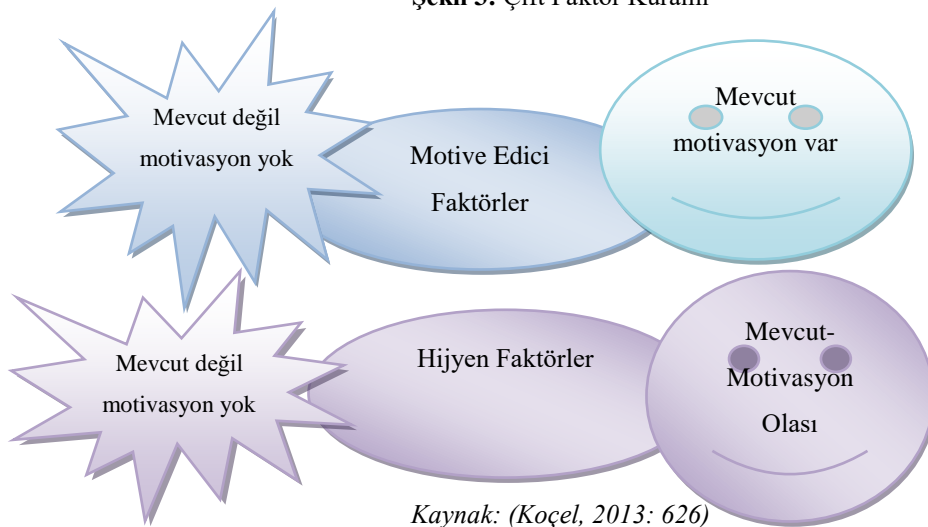 Şekil 3: Çift Faktör Kuramı
Mevcut değil
motivasyon yok
Motive Edici
Faktörler
Mevcut
motivasyon var
Mevcut değil
motivasyon yok
Hijyen Faktörler
Mevcut-
Motivasyon
Olası
Kaynak: (Koçel, 2013: 626)